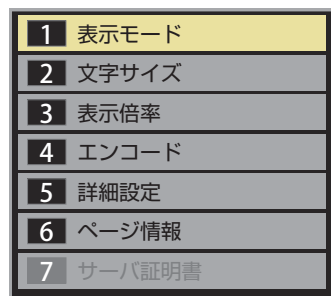 1 表示モード
2 文字サイズ
3 表示倍率
4 エンコード
5 詳細設定
6 ページ情報
7 サーバ証明書